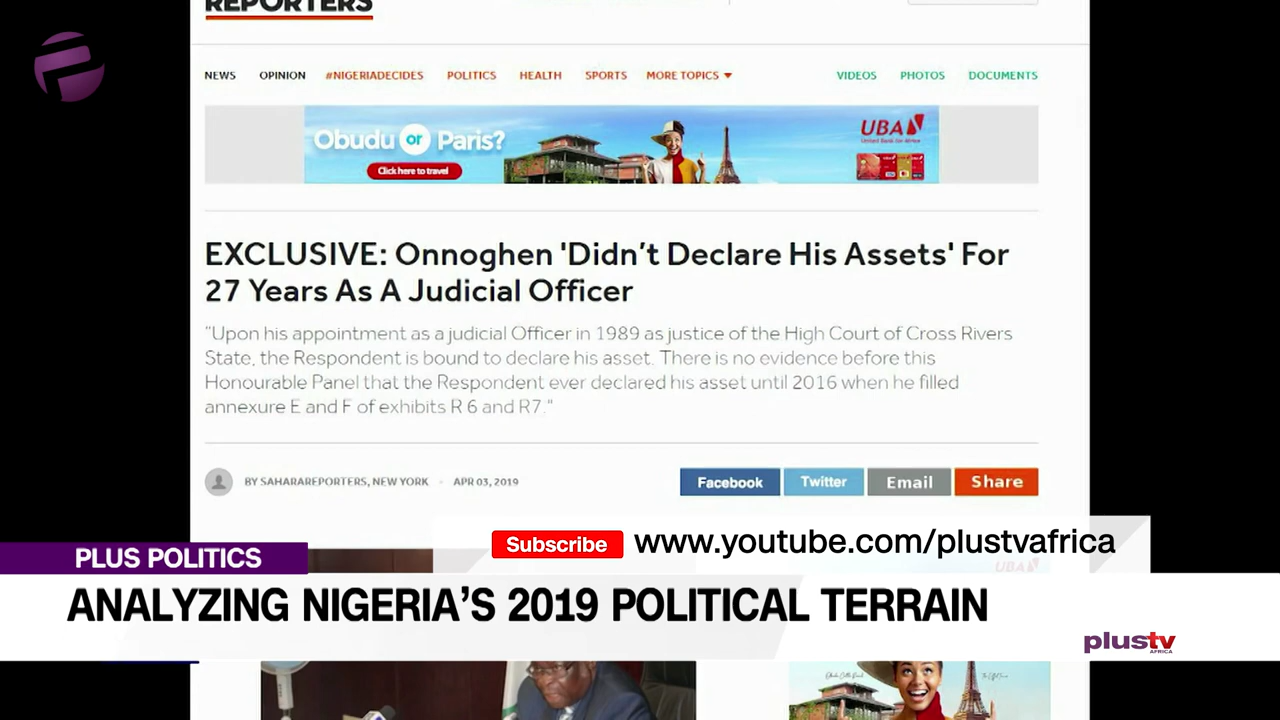 REPORTERS
NEWS OPINION #NIGERIADECIDES POLITICS HEALTH SPORTS MORE TOPICS VIDEOS PHOTOS DOCUMENTS
Obudu or Paris?
Click here to travel
UBA
United Bank for Africa
EXCLUSIVE: Onnoghen 'Didn’t Declare His Assets' For
27 Years As A Judicial Officer
"Upon his appointment as a judicial Officer in 1989 as justice of the High Court of Cross Rivers
State, the Respondent is bound to declare his asset. There is no evidence before this
Honourable Panel that the Respondent ever declared his asset until 2016 when he filled
annexure E and F of exhibits R 6 and R7."
BY SAHARAREPORTERS, NEW YORK - APR 03, 2019
Facebook Twitter Email Share
Subscribe www.youtube.com/plustvafrica
UBA
PLUS POLITICS
ANALYZING NIGERIA’S 2019 POLITICAL TERRAIN
plustv
AFRICA